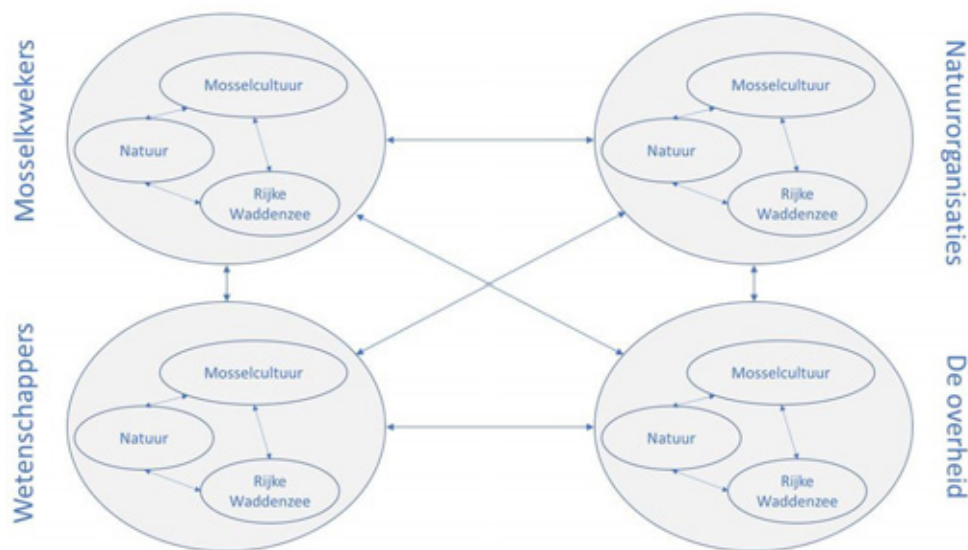 Mosselkwekers
Mosselcultuur
Natuur
Rijke
Waddenzee
Mosselcultuur
Natuur
Rijke
Waddenzee
Natuurorganisaties
Wetenschappers
Mosselcultuur
Natuur
Rijke
Waddenzee
Mosselcultuur
Natuur
Rijke
Waddenzee
De overheid